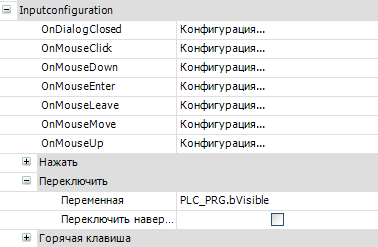 Inputconfiguration
OnDialogClosed Конфигурация...
OnMouseClick Конфигурация...
OnMouseDown Конфигурация...
OnMouseEnter Конфигурация...
OnMouseLeave Конфигурация...
OnMouseMove Конфигурация...
OnMouseUp Конфигурация...
Нажать
Переключить
Переменная PLC_PRG.bVisible
Переключить навер...
Горячая клавиша